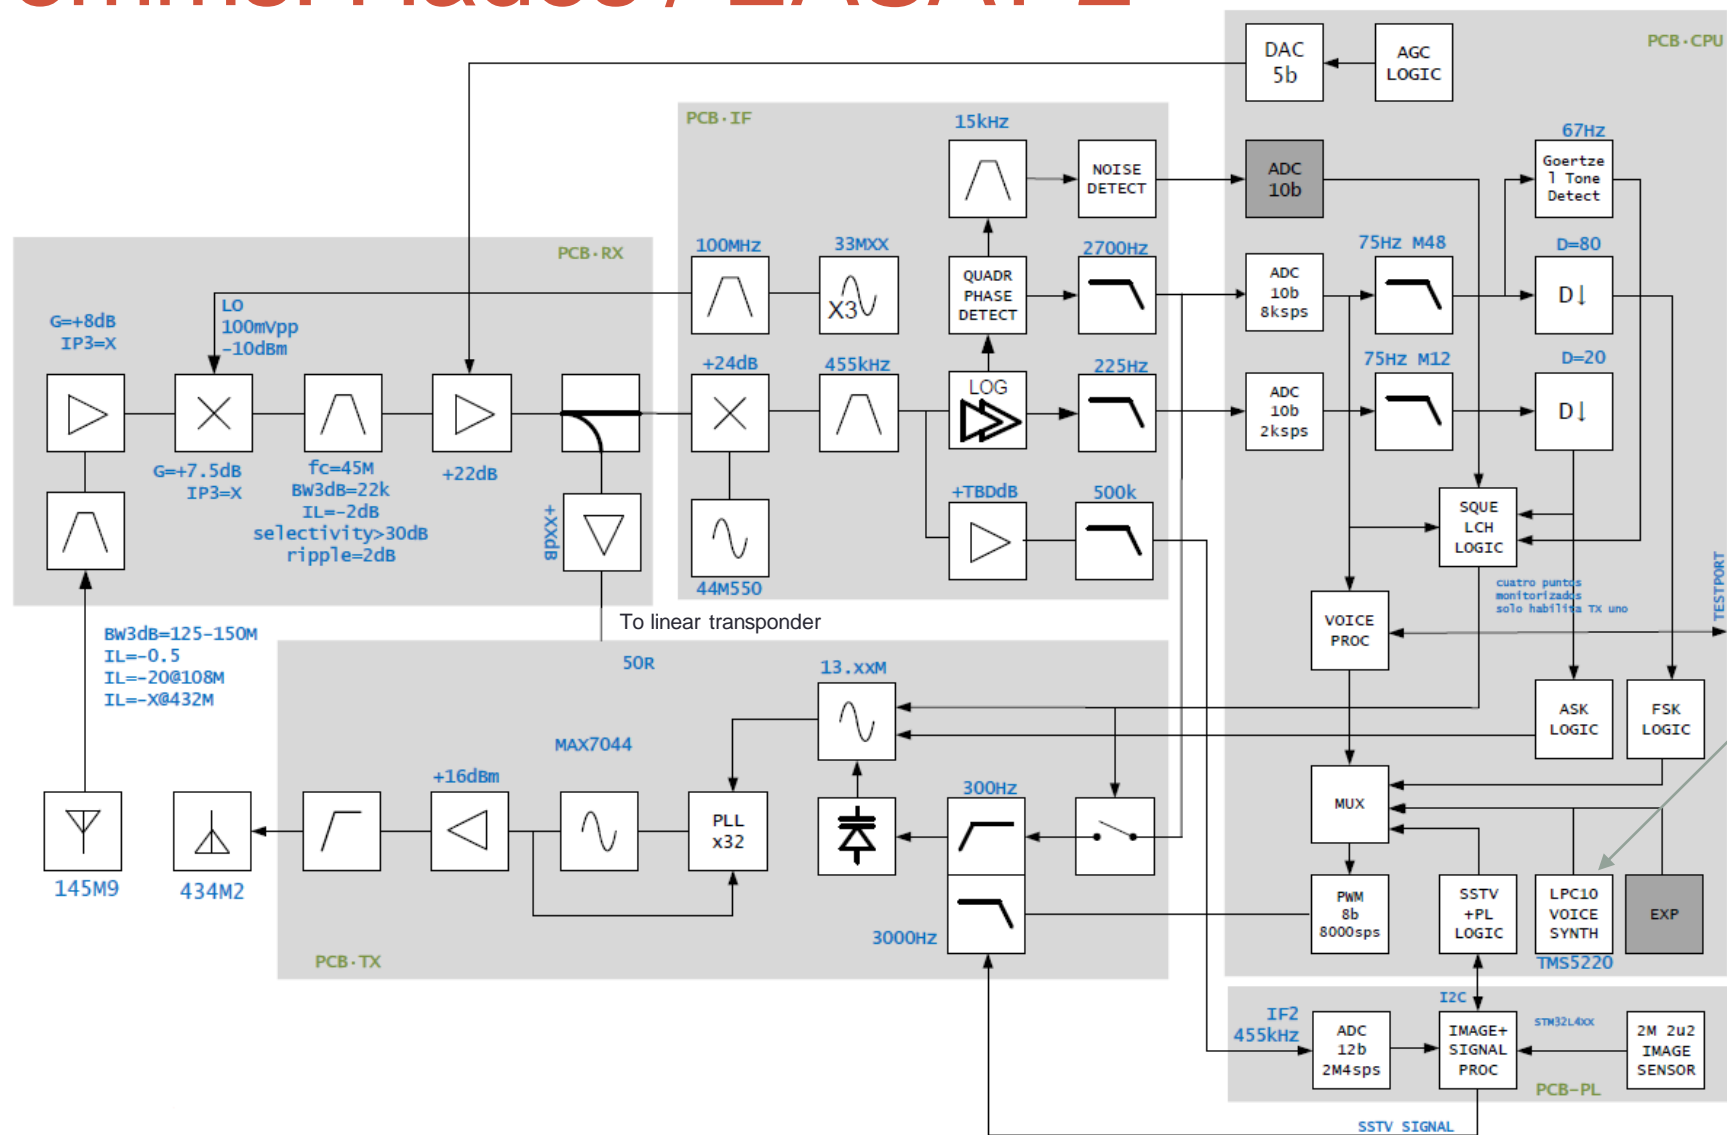 DAC
5b
AGC
LOGIC
PCB·CPU
PCB·IF
15kHz
NOISE
DETECT
ADC
10b
67Hz
Goertze
l Tone
Detect
PCB·RX
100MHz
33MXX
X3
QUADR
PHASE
DETECT
2700Hz
ADC
10b
8ksps
75Hz M48
D=80
D↓
G=+8dB
IP3=X
LO
100mVpp
-10dBm
+24dB
455kHz
LOG
225Hz
ADC
10b
2ksps
75Hz M12
D=20
D↓
G=+7.5dB
IP3=X
fc=45M
BW3dB=22k
IL=-2dB
selectivity>30dB
ripple=2dB
+22dB
+XXdB
44M550
+TBDdB
500k
SQUE
LCH
LOGIC
cuatro puntos
monitorizados
solo habilita TX uno
TESTPORT
VOICE
PROC
To linear transponder
BW3dB=125-150M
IL=-0.5
IL=-20@108M
IL=-X@432M
50R
13.xxM
ASK
LOGIC
FSK
LOGIC
MAX7044
+16dBm
PLL
x32
300Hz
MUX
145M9
434M2
3000Hz
PWM
8b
8000sps
SSTV
+PL
LOGIC
LPC10
VOICE
SYNTH
EXP
TMS5220
PCB·TX
I2C
IF2
455kHz
ADC
12b
2M4sps
IMAGE+
SIGNAL
PROC
STM32L4XX
2M 2u2
IMAGE
SENSOR
PCB-PL
SSTV SIGNAL